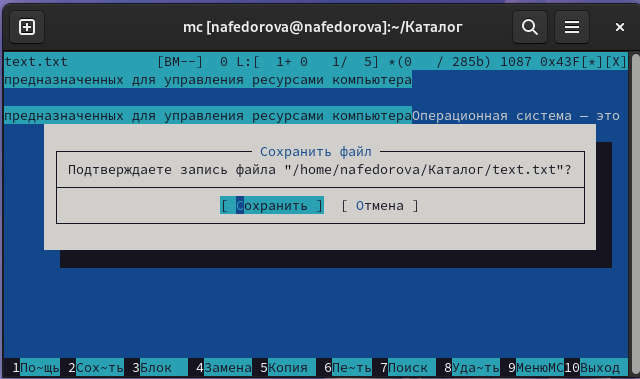 mc [nafedorova@nafedorova]:~/Каталог
text.txt [BM--] 0 L:[ 1+ 0 1/ 5] *(0 / 285b) 1087 0x43F[*][X]
предназначенных для управления ресурсами компьютера
предназначенных для управления ресурсами компьютераОперационная система — это
Сохранить файл
Подтверждаете запись файла "/home/nafedorova/Каталог/text.txt"?
[ Сохранить ] [ Отмена ]
1По~щь 2Сох~ть 3Блок 4Замена 5Копия 6Пе~ть 7Поиск 8Уда~ть 9МенюMC10Выход